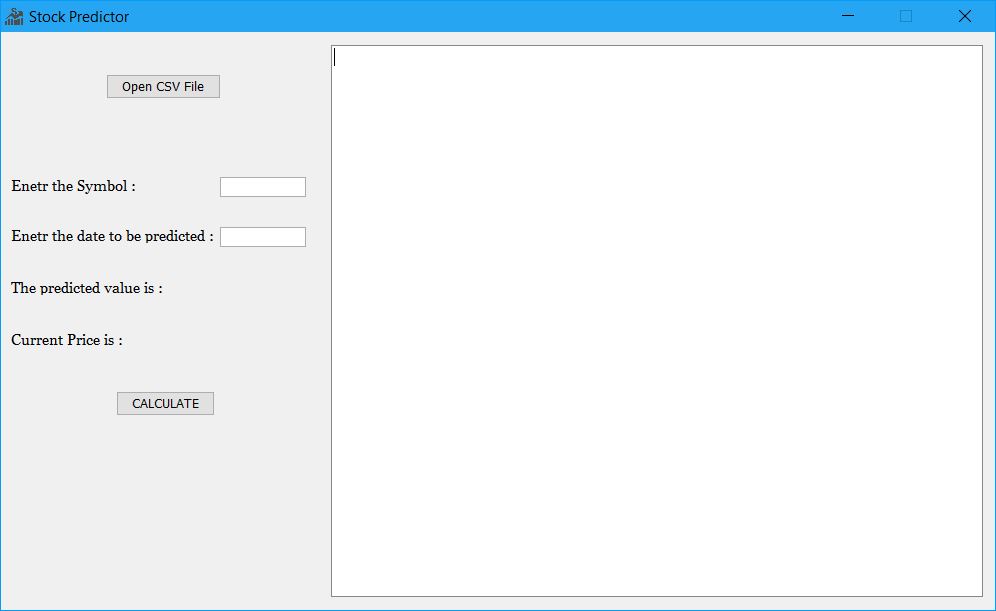 Stock Predictor
Open CSV File
Enetr the Symbol :
Enetr the date to be predicted :
The predicted value is :
Current Price is :
CALCULATE